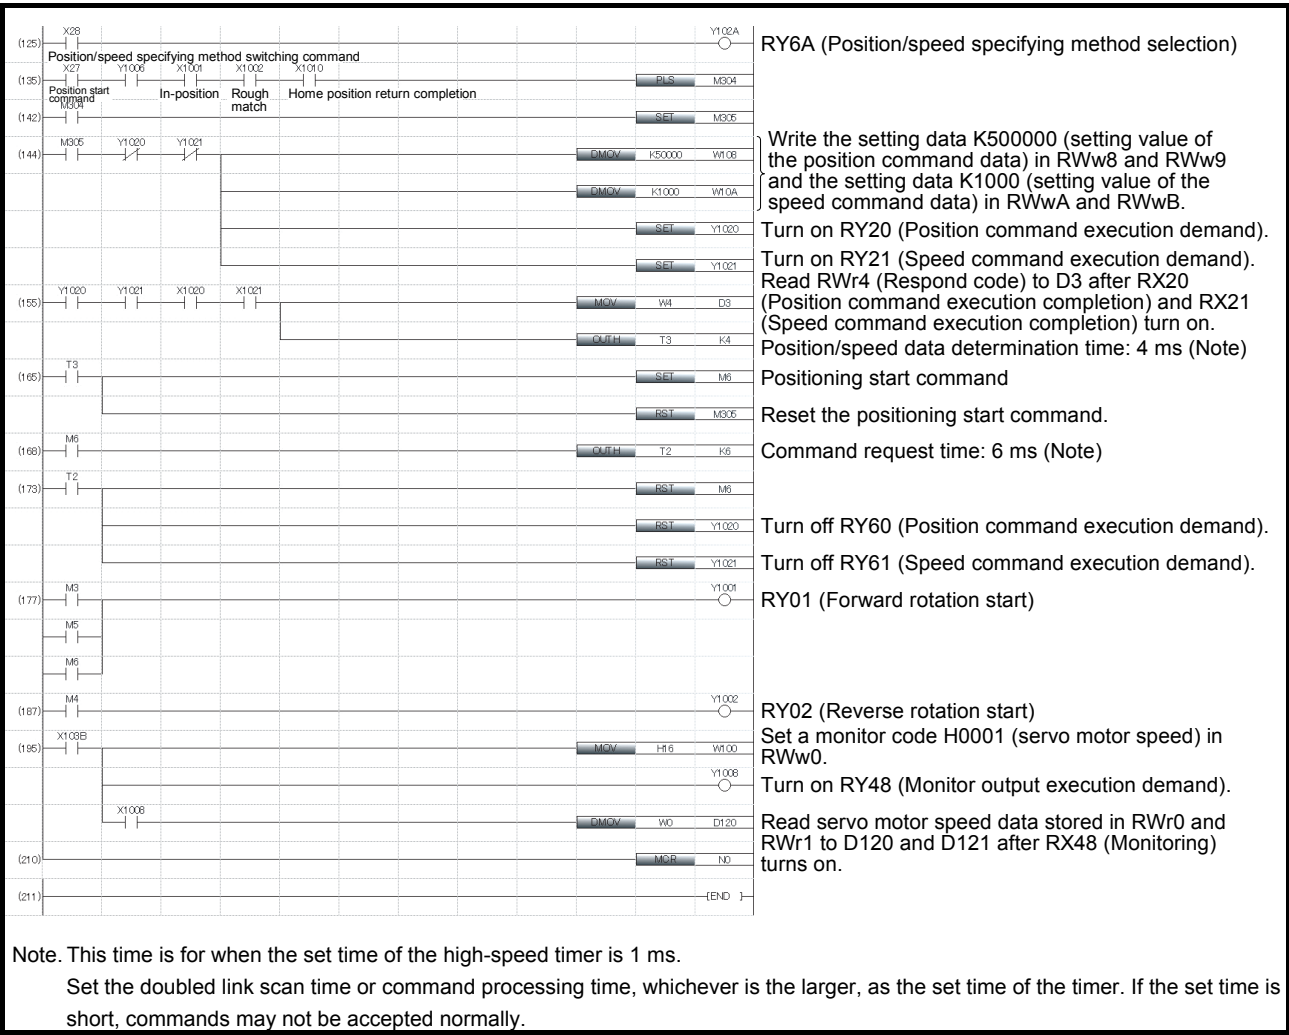 X28 Y102A
(125) RY6A (Position/speed specifying method selection)
Position/speed specifying method switching command
X27 Y1006 X1001 X1002 X1010
(135) PLS M304
Position start command In-position Rough match Home position return completion
M304
(142) SET M305
M305 Y1020 Y1021
(144) DMOV K50000 W108
Write the setting data K500000 (setting value of
the position command data) in RWw8 and RWw9
and the setting data K1000 (setting value of the
speed command data) in RWwA and RWwB.
DMOV K1000 W10A
SET Y1020 Turn on RY20 (Position command execution demand).
SET Y1021 Turn on RY21 (Speed command execution demand).
Y1020 Y1021 X1020 X1021
(155) MOV W4 D3
Read RWr4 (Respond code) to D3 after RX20
(Position command execution completion) and RX21
(Speed command execution completion) turn on.
OUTH T3 K4 Position/speed data determination time: 4 ms (Note)
T3
(165) SET M6 Positioning start command
RST M305 Reset the positioning start command.
M6
(168) OUTH T2 K6 Command request time: 6 ms (Note)
T2
(173) RST M6
RST Y1020 Turn off RY60 (Position command execution demand).
RST Y1021 Turn off RY61 (Speed command execution demand).
M3 Y1001
(177) RY01 (Forward rotation start)
M5
M6
M4 Y1002
(187) RY02 (Reverse rotation start)
X103B
(195) MOV H16 W100
Set a monitor code H0001 (servo motor speed) in
RWw0.
Y1008
Turn on RY48 (Monitor output execution demand).
X1008
DMOV W0 D120
Read servo motor speed data stored in RWr0 and
RWr1 to D120 and D121 after RX48 (Monitoring)
turns on.
(210) MCR N0
(211) [END ]
Note. This time is for when the set time of the high-speed timer is 1 ms.
Set the doubled link scan time or command processing time, whichever is the larger, as the set time of the timer. If the set time is
short, commands may not be accepted normally.